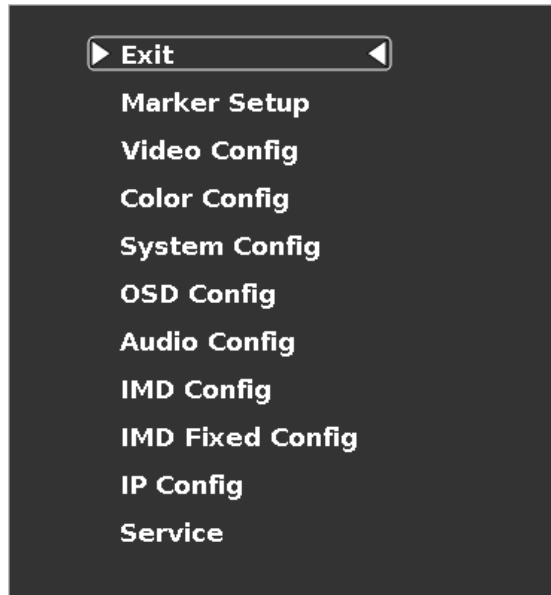 Exit
Marker Setup
Video Config
Color Config
System Config
OSD Config
Audio Config
IMD Config
IMD Fixed Config
IP Config
Service